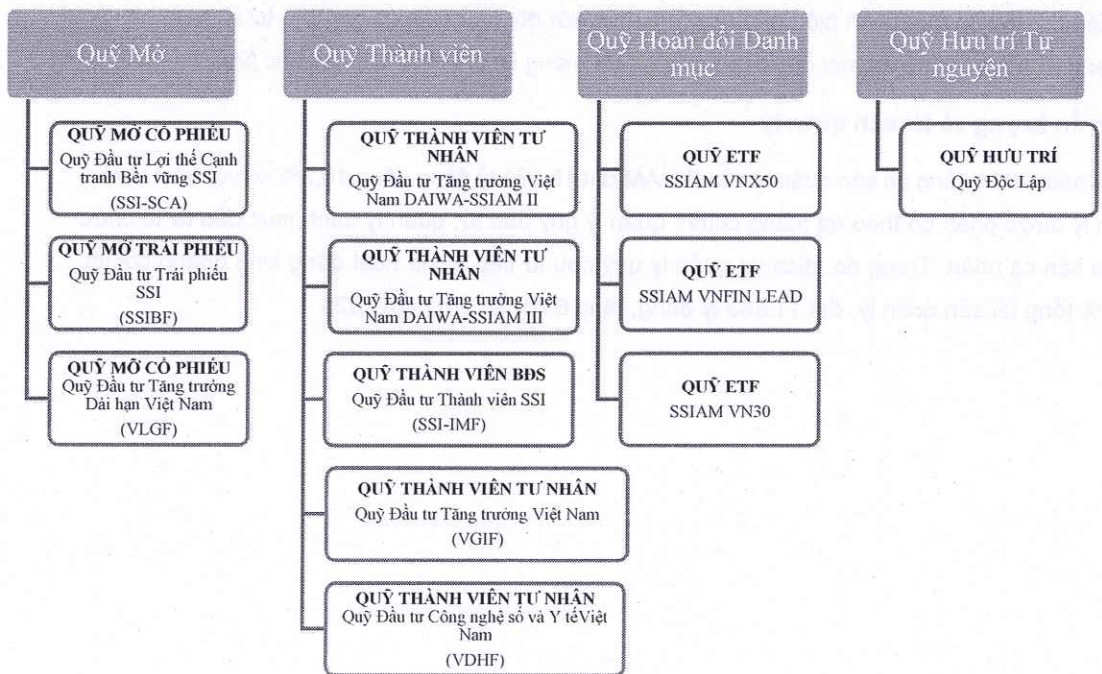 Quỹ Mở
QUỸ MỞ CỔ PHIẾU
Quỹ Đầu tư Lợi thế Cạnh
tranh Bền vững SSI
(SSI-SCA)
QUỸ MỞ TRÁI PHIẾU
Quỹ Đầu tư Trái phiếu
SSI
(SSIBF)
QUỸ MỞ CỔ PHIẾU
Quỹ Đầu tư Tăng trưởng
Dài hạn Việt Nam
(VLGF)
Quỹ Thành viên
QUỸ THÀNH VIÊN TƯ
NHÂN
Quỹ Đầu tư Tăng trưởng Việt
Nam DAIWA-SSIAM II
QUỸ THÀNH VIÊN TƯ
NHÂN
Quỹ Đầu tư Tăng trưởng Việt
Nam DAIWA-SSIAM III
QUỸ THÀNH VIÊN BĐS
Quỹ Đầu tư Thành viên SSI
(SSI-IMF)
QUỸ THÀNH VIÊN TƯ NHÂN
Quỹ Đầu tư Tăng trưởng Việt Nam
(VGIF)
QUỸ THÀNH VIÊN TƯ NHÂN
Quỹ Đầu tư Công nghệ số và Y tếViệt
Nam
(VDHF)
Quỹ Hoán đổi Danh
mục
QUỸ ETF
SSIAM VNX50
QUỸ ETF
SSIAM VNFIN LEAD
QUỸ ETF
SSIAM VN30
Quỹ Hưu trí Tự
nguyện
QUỸ HƯU TRÍ
Quỹ Độc Lập